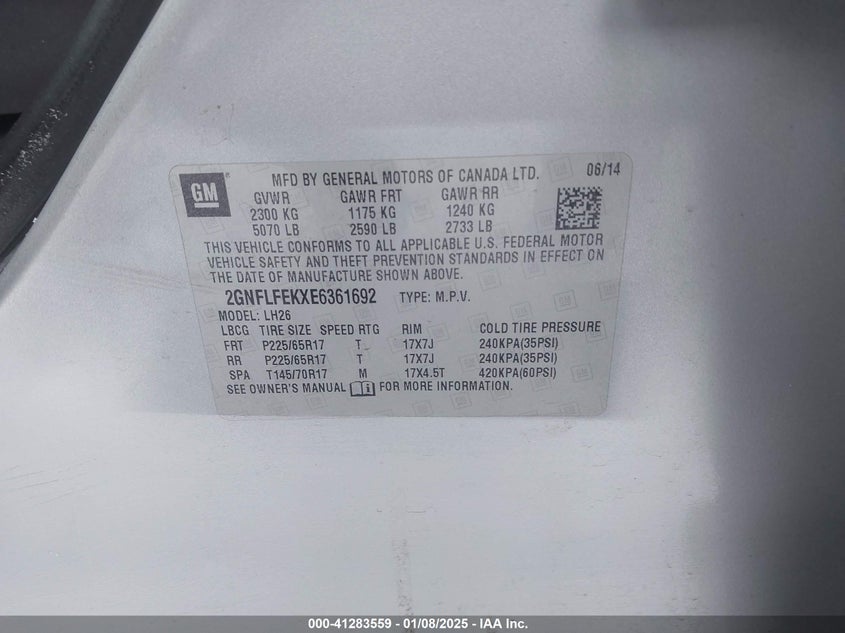 GM
MFD BY GENERAL MOTORS OF CANADA LTD. 06/14
GVWR GAWR FRT GAWR RR
2300 KG 1175 KG 1240 KG
5070 LB 2590 LB 2733 LB
THIS VEHICLE CONFORMS TO ALL APPLICABLE U.S. FEDERAL MOTOR
VEHICLE SAFETY AND THEFT PREVENTION STANDARDS IN EFFECT ON
THE DATE OF MANUFACTURE SHOWN ABOVE.
2GNFLFEKXE6361692 TYPE: M.P.V.
MODEL: LH26
LBCG TIRE SIZE SPEED RTG RIM COLD TIRE PRESSURE
FRT P225/65R17 T 17X7J 240KPA(35PSI)
RR P225/65R17 T 17X7J 240KPA(35PSI)
SPA T145/70R17 M 17X4.5T 420KPA(60PSI)
SEE OWNER'S MANUAL FOR MORE INFORMATION.
000-41283559 — 01/08/2025 — IAA Inc.